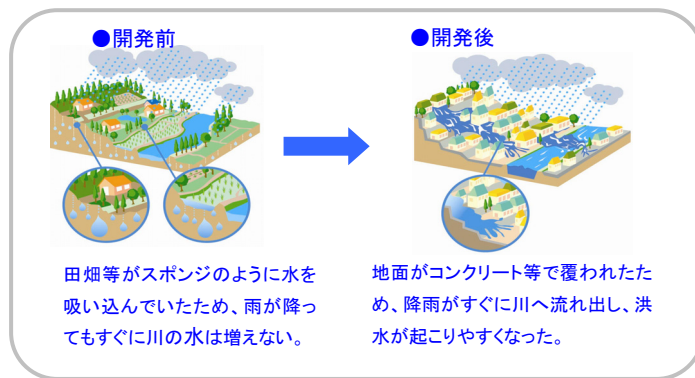 ●開発前
田畑等がスポンジのように水を
吸い込んでいたため、雨が降っ
てもすぐに川の水は増えない。
●開発後
地面がコンクリート等で覆われたた
め、降雨がすぐに川へ流れ出し、洪
水が起こりやすくなった。